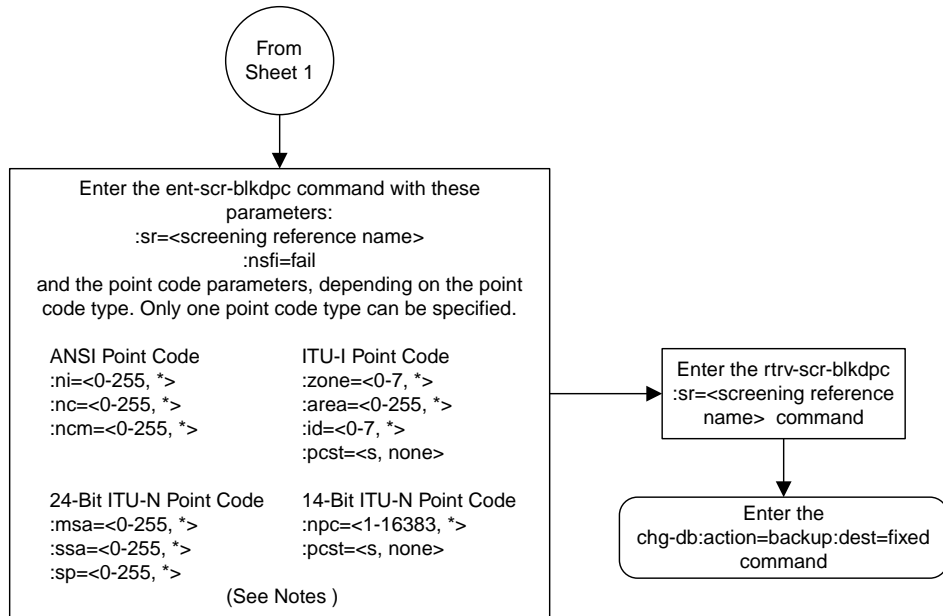 From
Sheet 1
Enter the ent-scr-blkdpc command with these
parameters:
:sr=<screening reference name>
:nsfi=fail
and the point code parameters, depending on the point
code type. Only one point code type can be specified.
ANSI Point Code
:ni=<0-255, *>
:nc=<0-255, *>
:ncm=<0-255, *>
ITU-I Point Code
:zone=<0-7, *>
:area=<0-255, *>
:id=<0-7, *>
:pcst=<s, none>
24-Bit ITU-N Point Code
:msa=<0-255, *>
:ssa=<0-255, *>
:sp=<0-255, *>
14-Bit ITU-N Point Code
:npc=<1-16383, *>
:pcst=<s, none>
(See Notes )
Enter the rtrv-scr-blkdpc
:sr=<screening reference
name> command
Enter the
chg-db:action=backup:dest=fixed
command